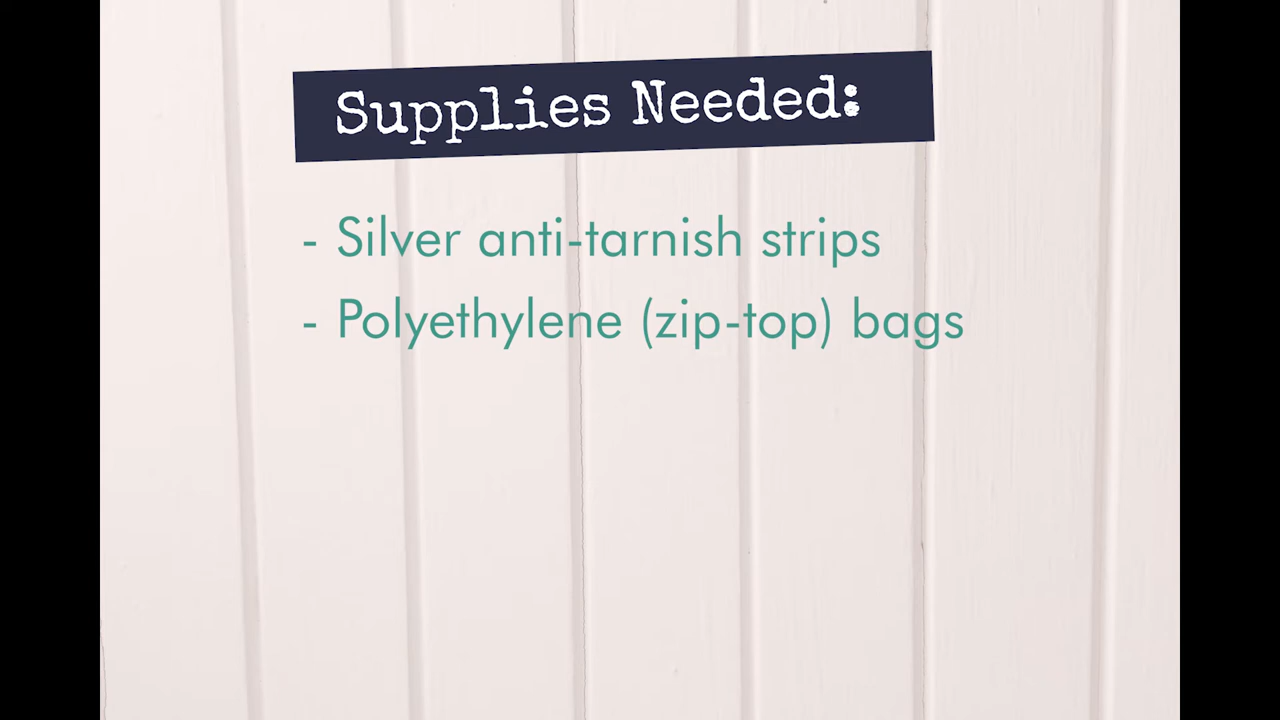 Supplies Needed:
- Silver anti-tarnish strips
- Polyethylene (zip-top) bags